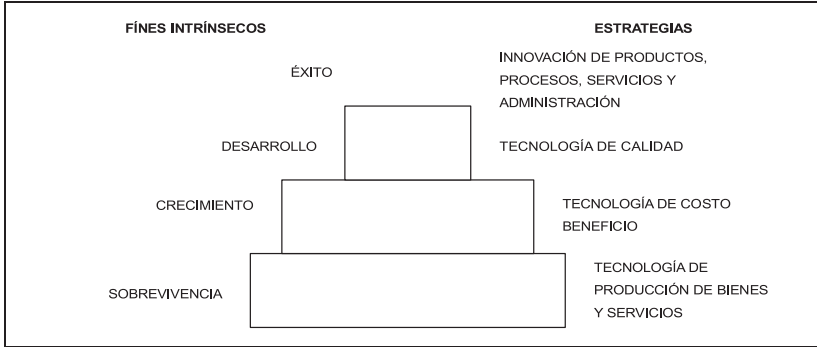 FÍNES INTRÍNSECOS
ESTRATEGIAS
ÉXITO
INNOVACIÓN DE PRODUCTOS,
PROCESOS, SERVICIOS Y
ADMINISTRACIÓN
DESARROLLO
TECNOLOGÍA DE CALIDAD
CRECIMIENTO
TECNOLOGÍA DE COSTO
BENEFICIO
SOBREVIVENCIA
TECNOLOGÍA DE
PRODUCCIÓN DE BIENES
Y SERVICIOS